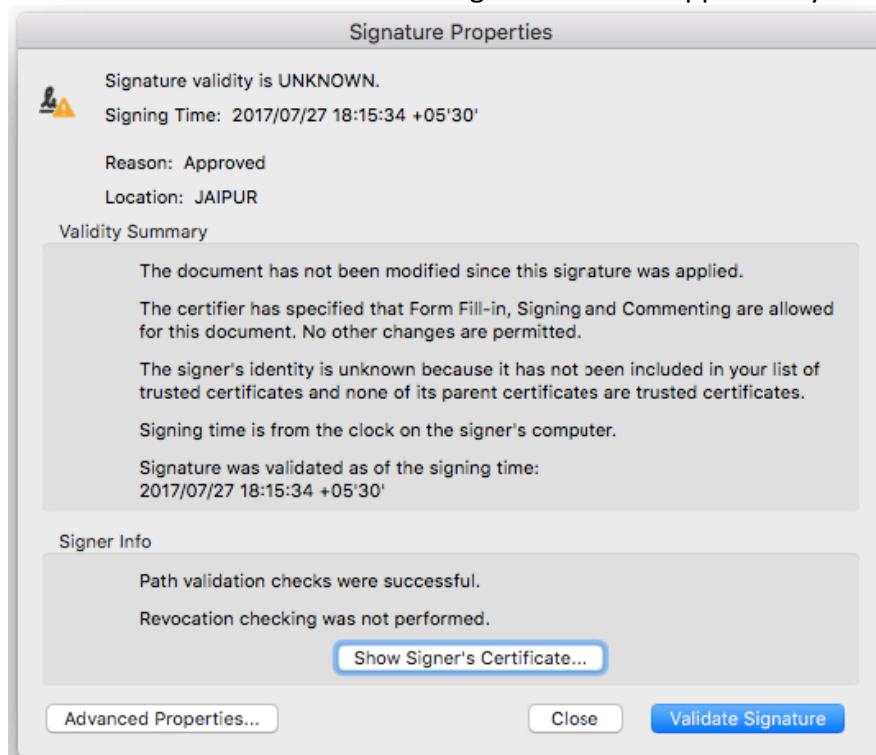 Signature Properties
Signature validity is UNKNOWN.
Signing Time: 2017/07/27 18:15:34 +05'30'
Reason: Approved
Location: JAIPUR
Validity Summary
The document has not been modified since this signature was applied.
The certifier has specified that Form Fill-in, Signing and Commenting are allowed
for this document. No other changes are permitted.
The signer's identity is unknown because it has not been included in your list of
trusted certificates and none of its parent certificates are trusted certificates.
Signing time is from the clock on the signer's computer.
Signature was validated as of the signing time:
2017/07/27 18:15:34 +05'30'
Signer Info
Path validation checks were successful.
Revocation checking was not performed.
Show Signer's Certificate...
Advanced Properties... Close Validate Signature